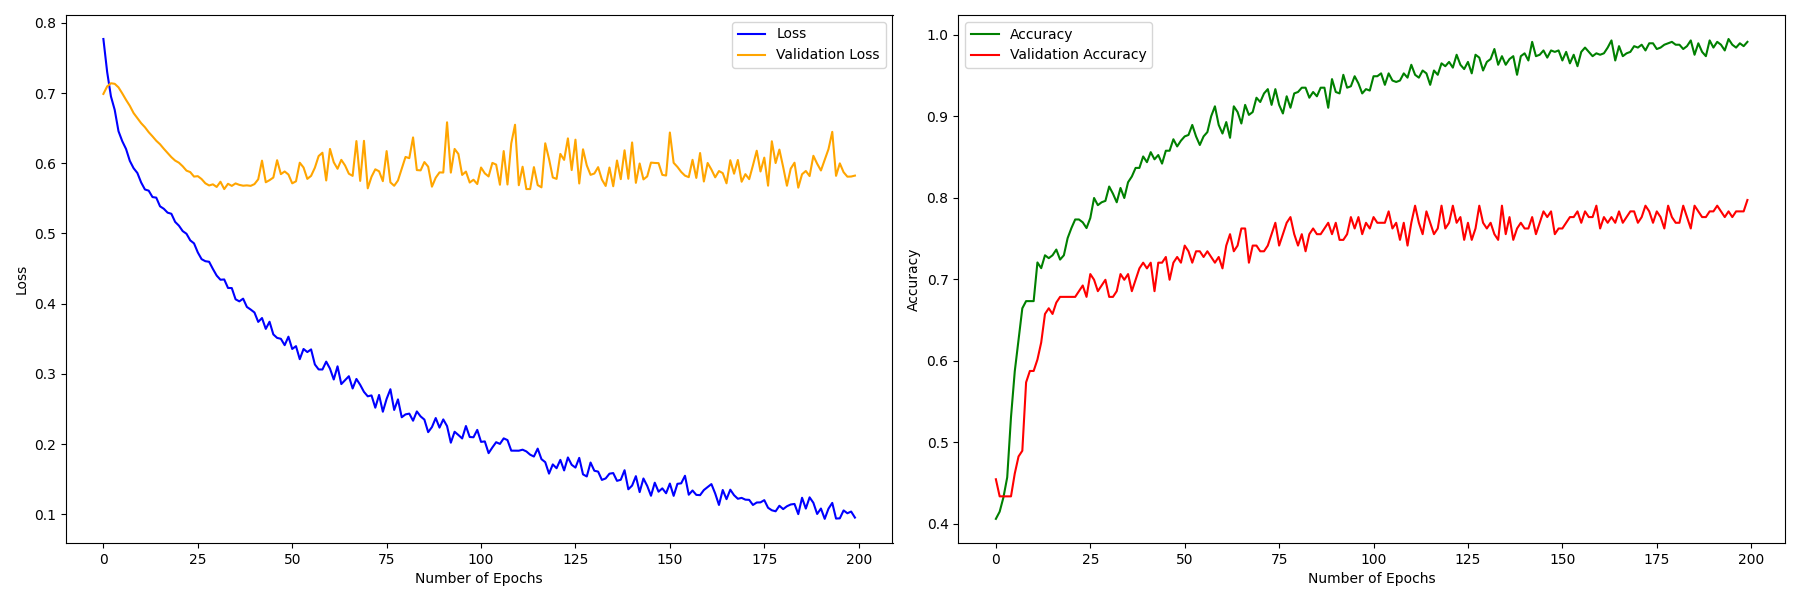 Loss
Validation Loss
0.8
0.7
0.6
0.5
0.4
0.3
0.2
0.1
Loss
0 25 50 75 100 125 150 175 200
Number of Epochs
Accuracy
Validation Accuracy
1.0
0.9
0.8
0.7
0.6
0.5
0.4
Accuracy
0 25 50 75 100 125 150 175 200
Number of Epochs